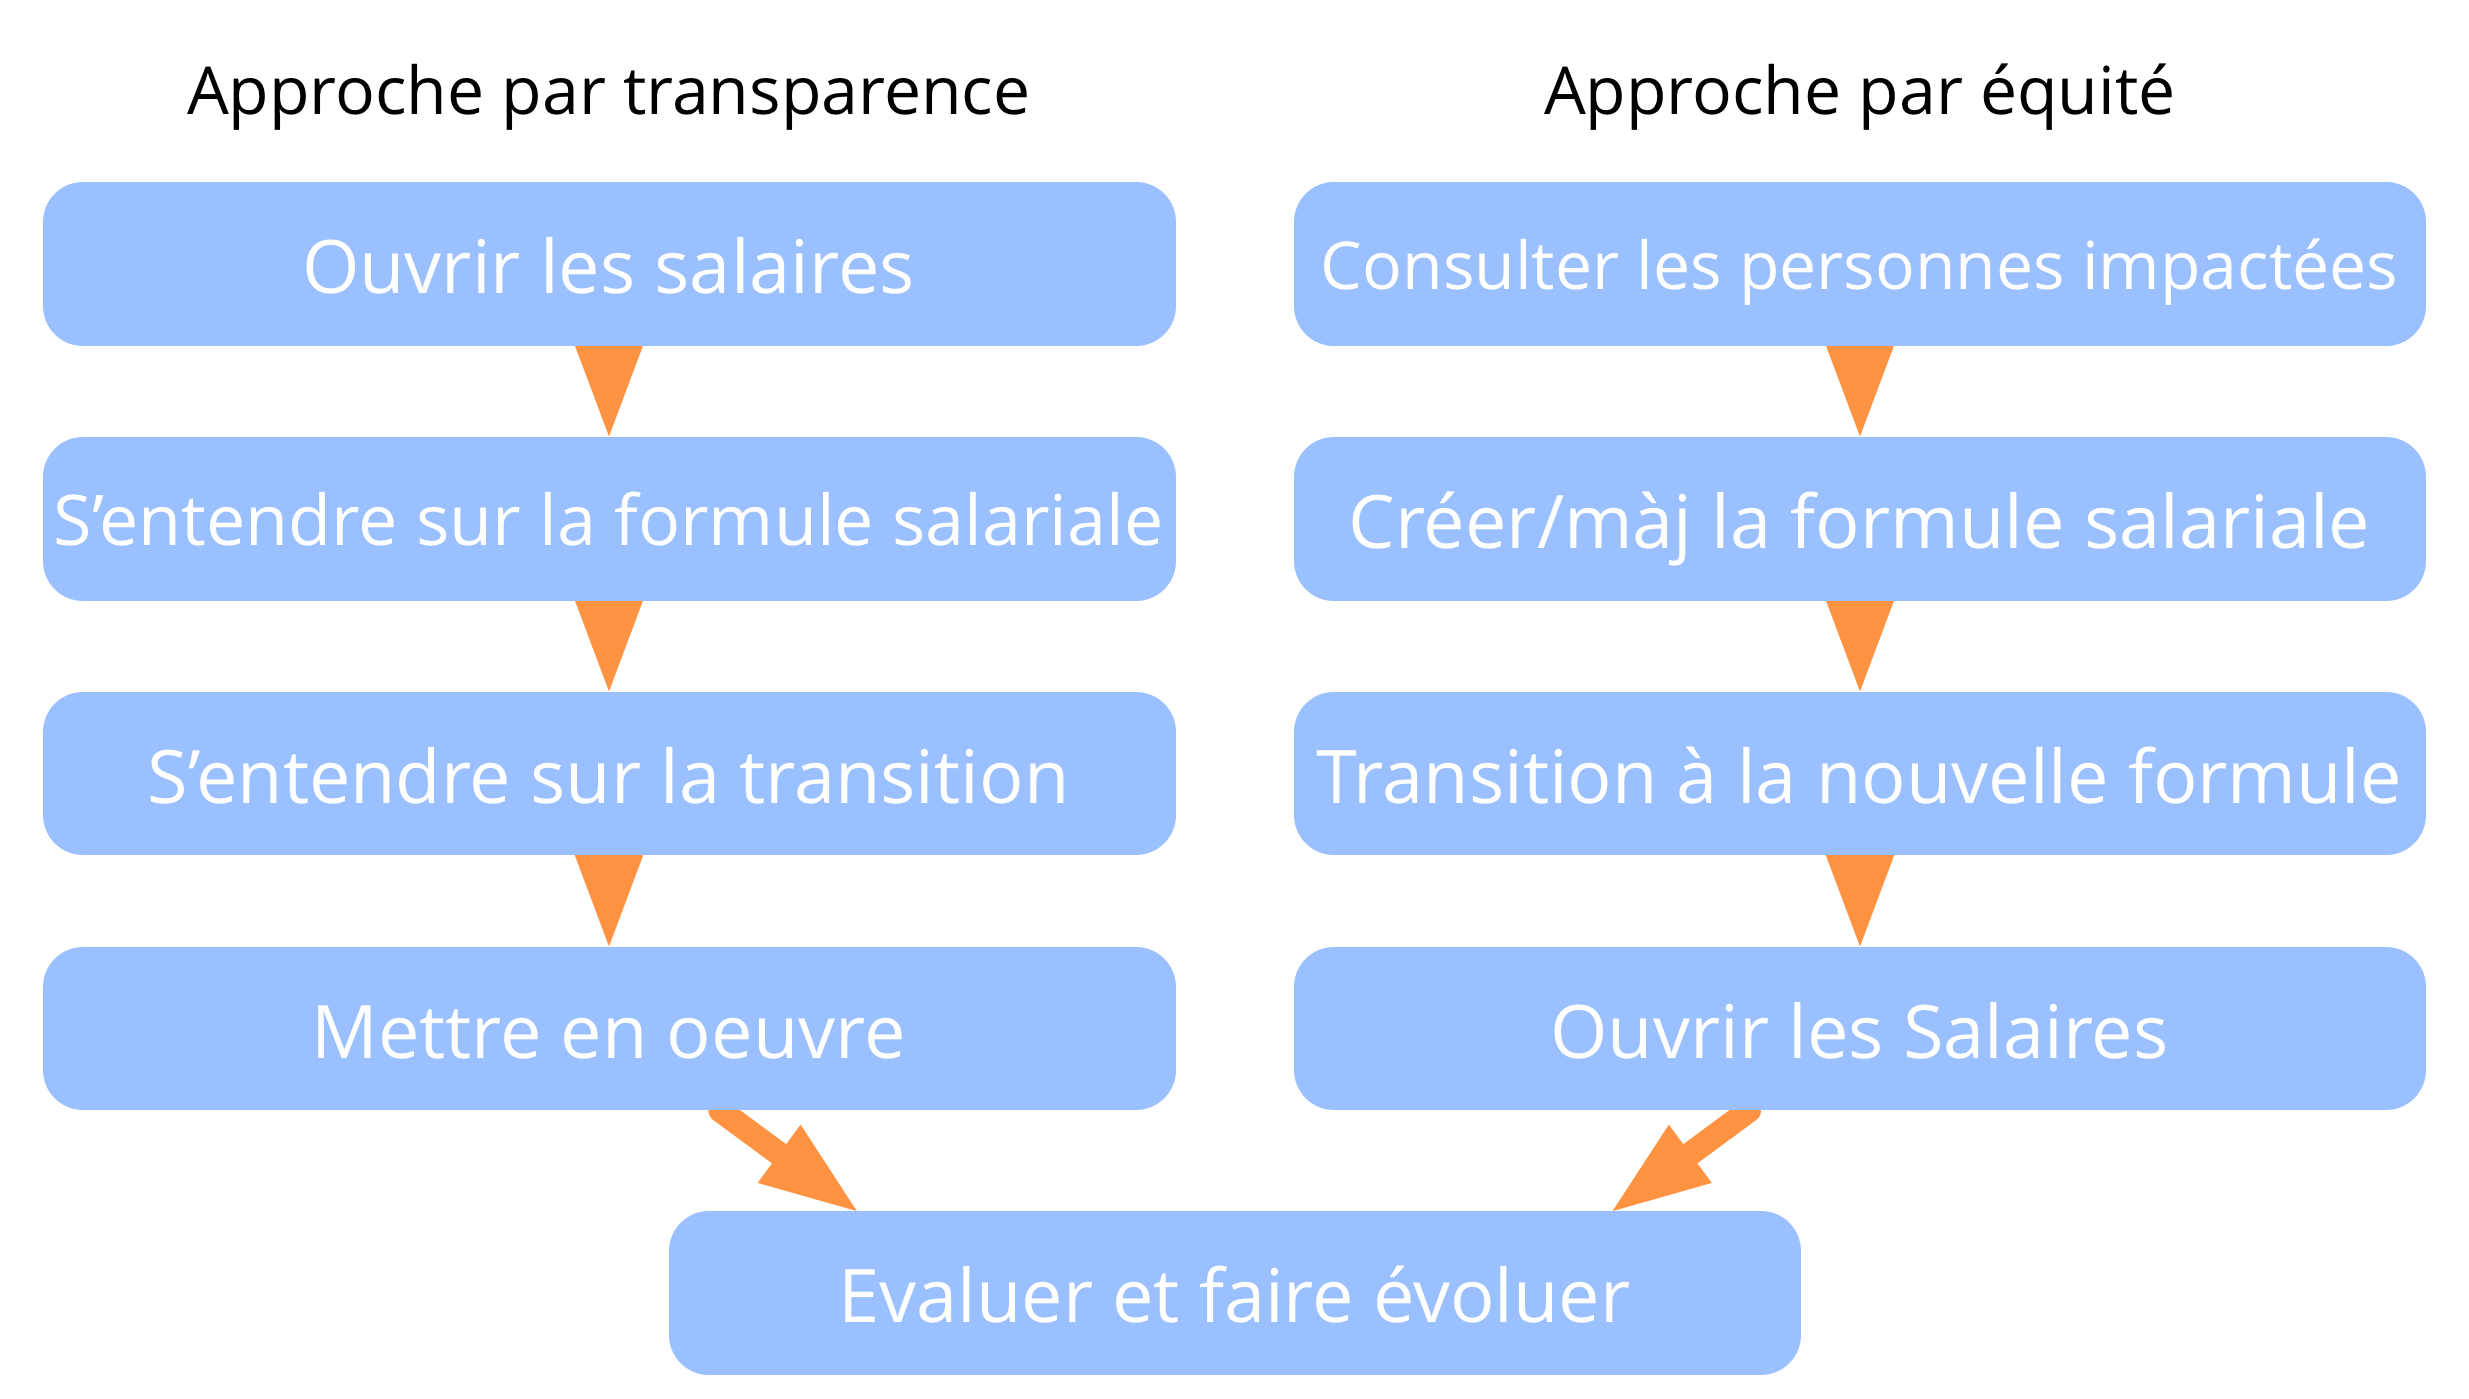 Approche par transparence
Ouvrir les salaires
S’entendre sur la formule salariale
S’entendre sur la transition
Mettre en oeuvre
Approche par équité
Consulter les personnes impactées
Créer/màj la formule salariale
Transition à la nouvelle formule
Ouvrir les Salaires
Evaluer et faire évoluer